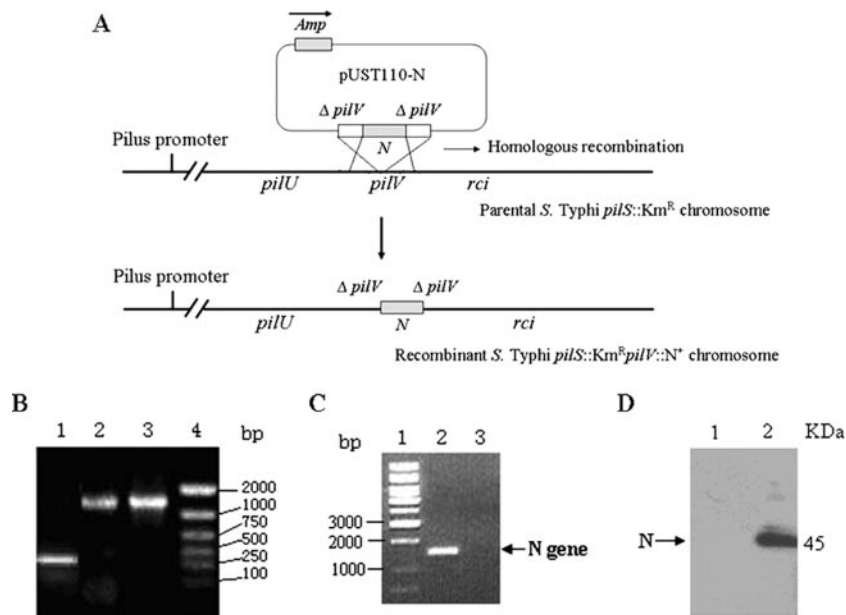 A
Amp
pUST110-N
Δ pilV Δ pilV
N
Homologous recombination
Pilus promoter
pilU pilV rci
Parental S. Typhi pilS::Kmᴿ chromosome
Pilus promoter
Δ pilV Δ pilV
pilU N rci
Recombinant S. Typhi pilS::KmᴿpilV::N⁺ chromosome
B
1 2 3 4 bp
2000
1000
750
500
250
100
C
bp 1 2 3
3000
2000
1000
N gene
D
1 2 KDa
N
45